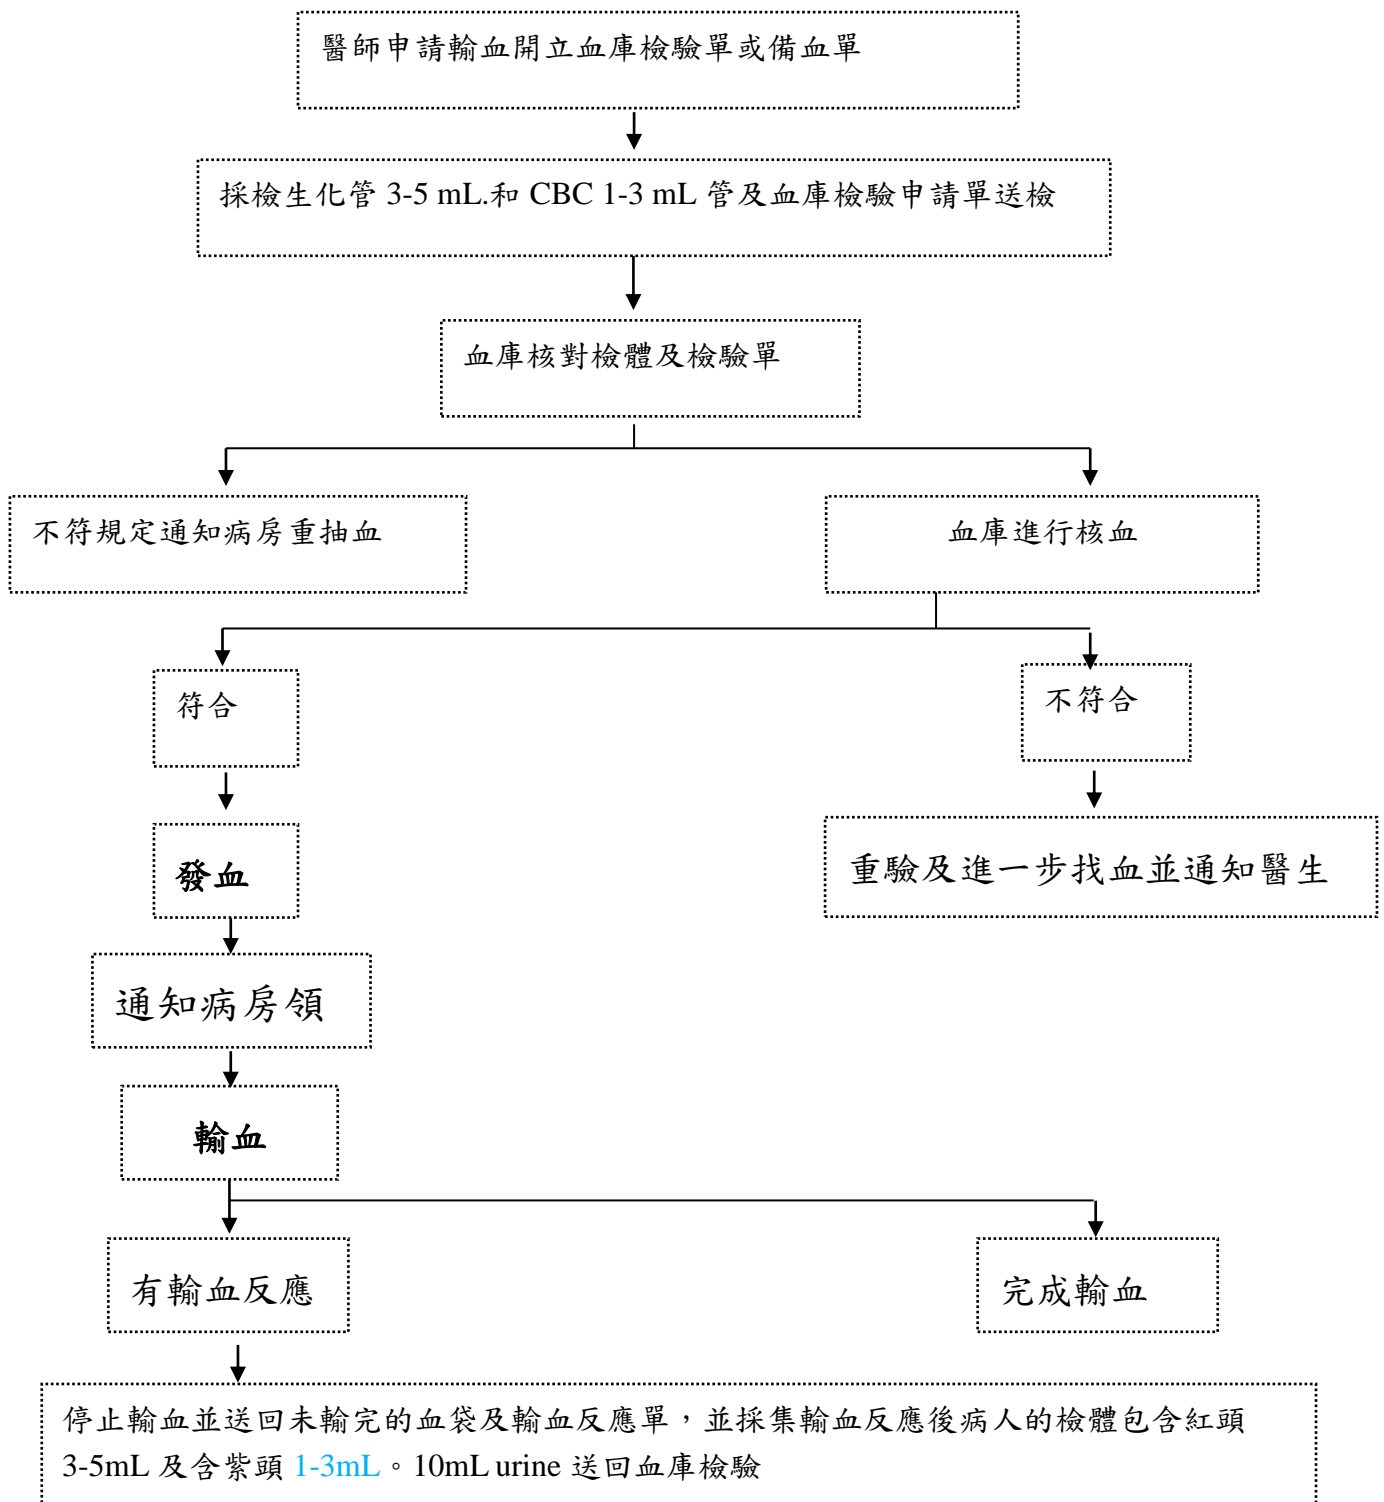 醫師申請輸血開立血庫檢驗單或備血單
採檢生化管 3-5 mL.和 CBC 1-3 mL 管及血庫檢驗申請單送檢
血庫核對檢體及檢驗單
不符規定通知病房重抽血
血庫進行核血
符合
不符合
發血
重驗及進一步找血並通知醫生
通知病房領
輸血
有輸血反應
完成輸血
停止輸血並送回未輸完的血袋及輸血反應單，並採集輸血反應後病人的檢體包含紅頭
3-5mL 及含紫頭 1-3mL。10mL urine 送回血庫檢驗